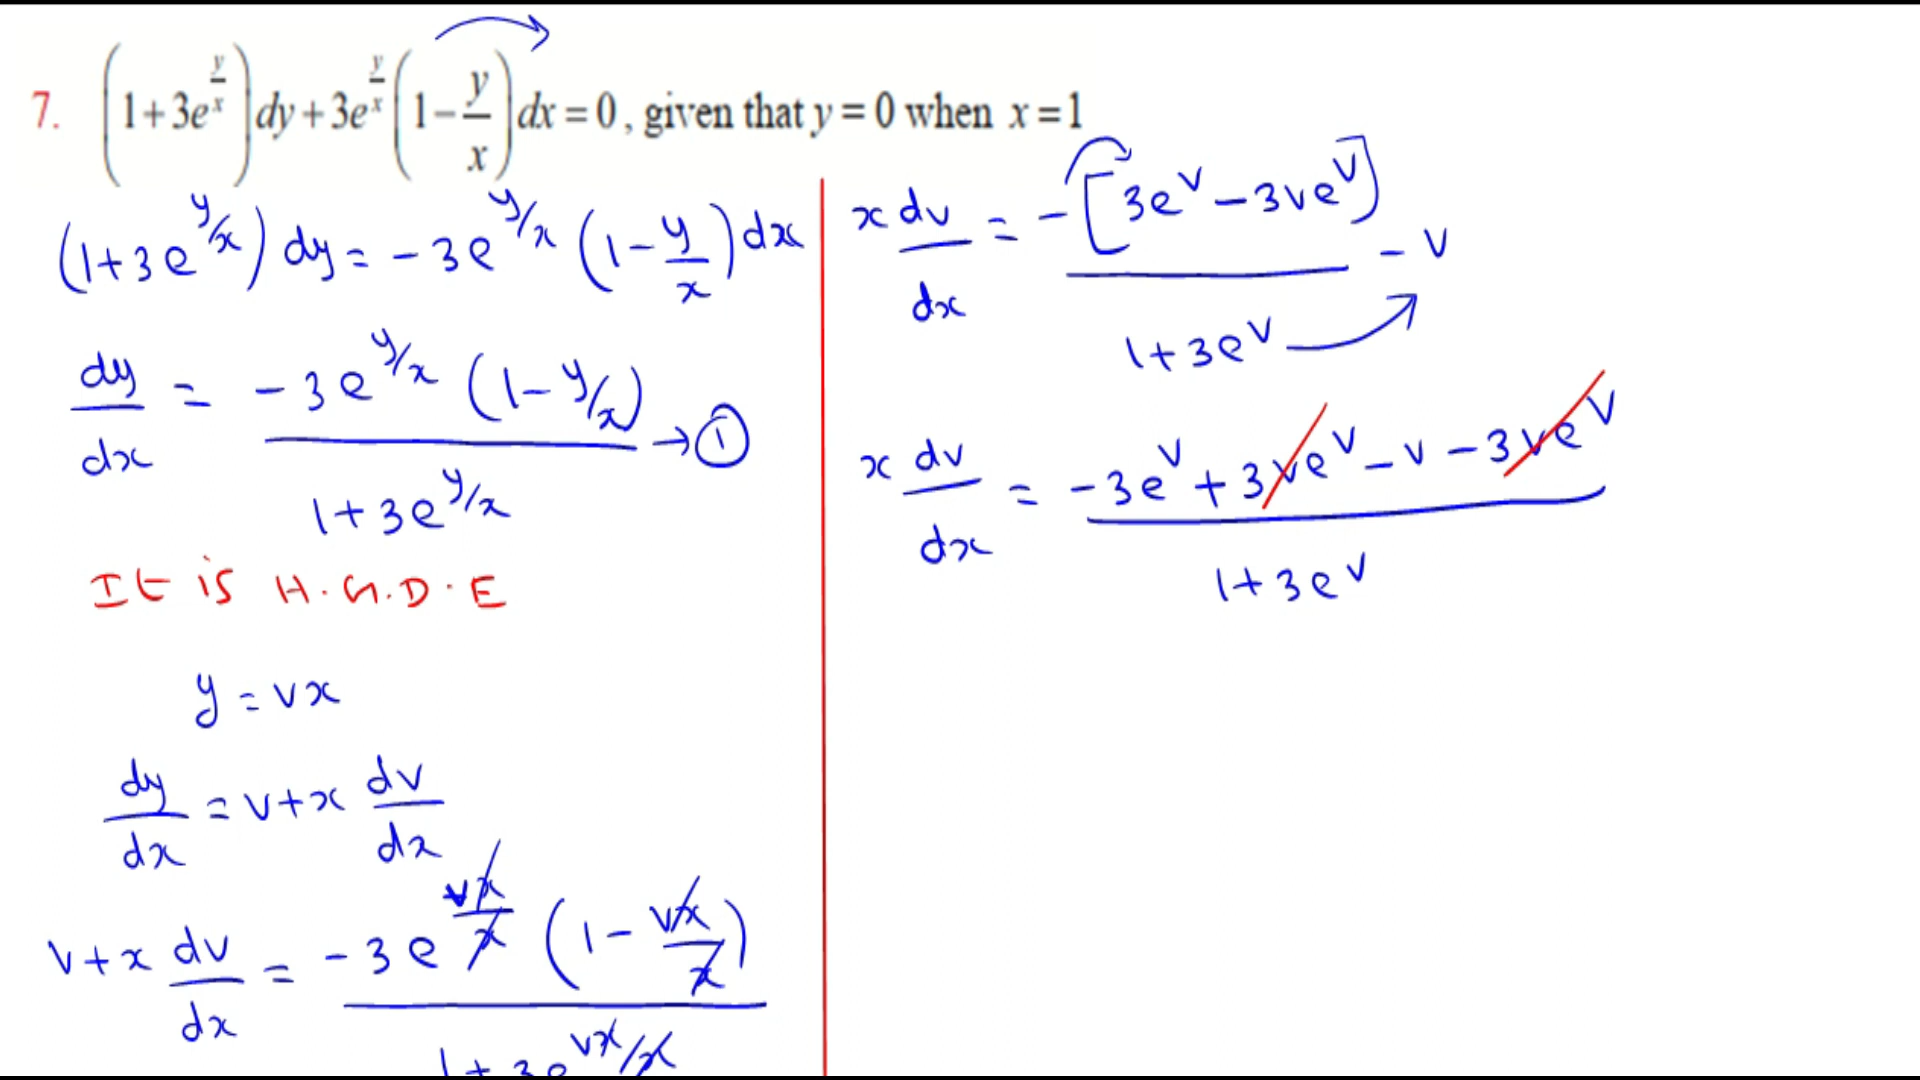 7. (1+3e^{y/x})dy+3e^{y/x}(1-y/x)dx=0, given that y=0 when x=1
(1+3e^{y/x}) dy = -3e^{y/x} (1-y/x) dx
dy/dx = -3e^{y/x} (1-y/x) / 1+3e^{y/x} → ①
It is H.G.D.E
y = vx
dy/dx = v+x dv/dx
v+x dv/dx = -3e^{vx/x} (1-vx/x) / 1+3e^{vx/x}
x dv/dx = -[3e^v-3ve^v] / 1+3e^v - v
x dv/dx = -3e^v+3ve^v-v-3ve^v / 1+3e^v